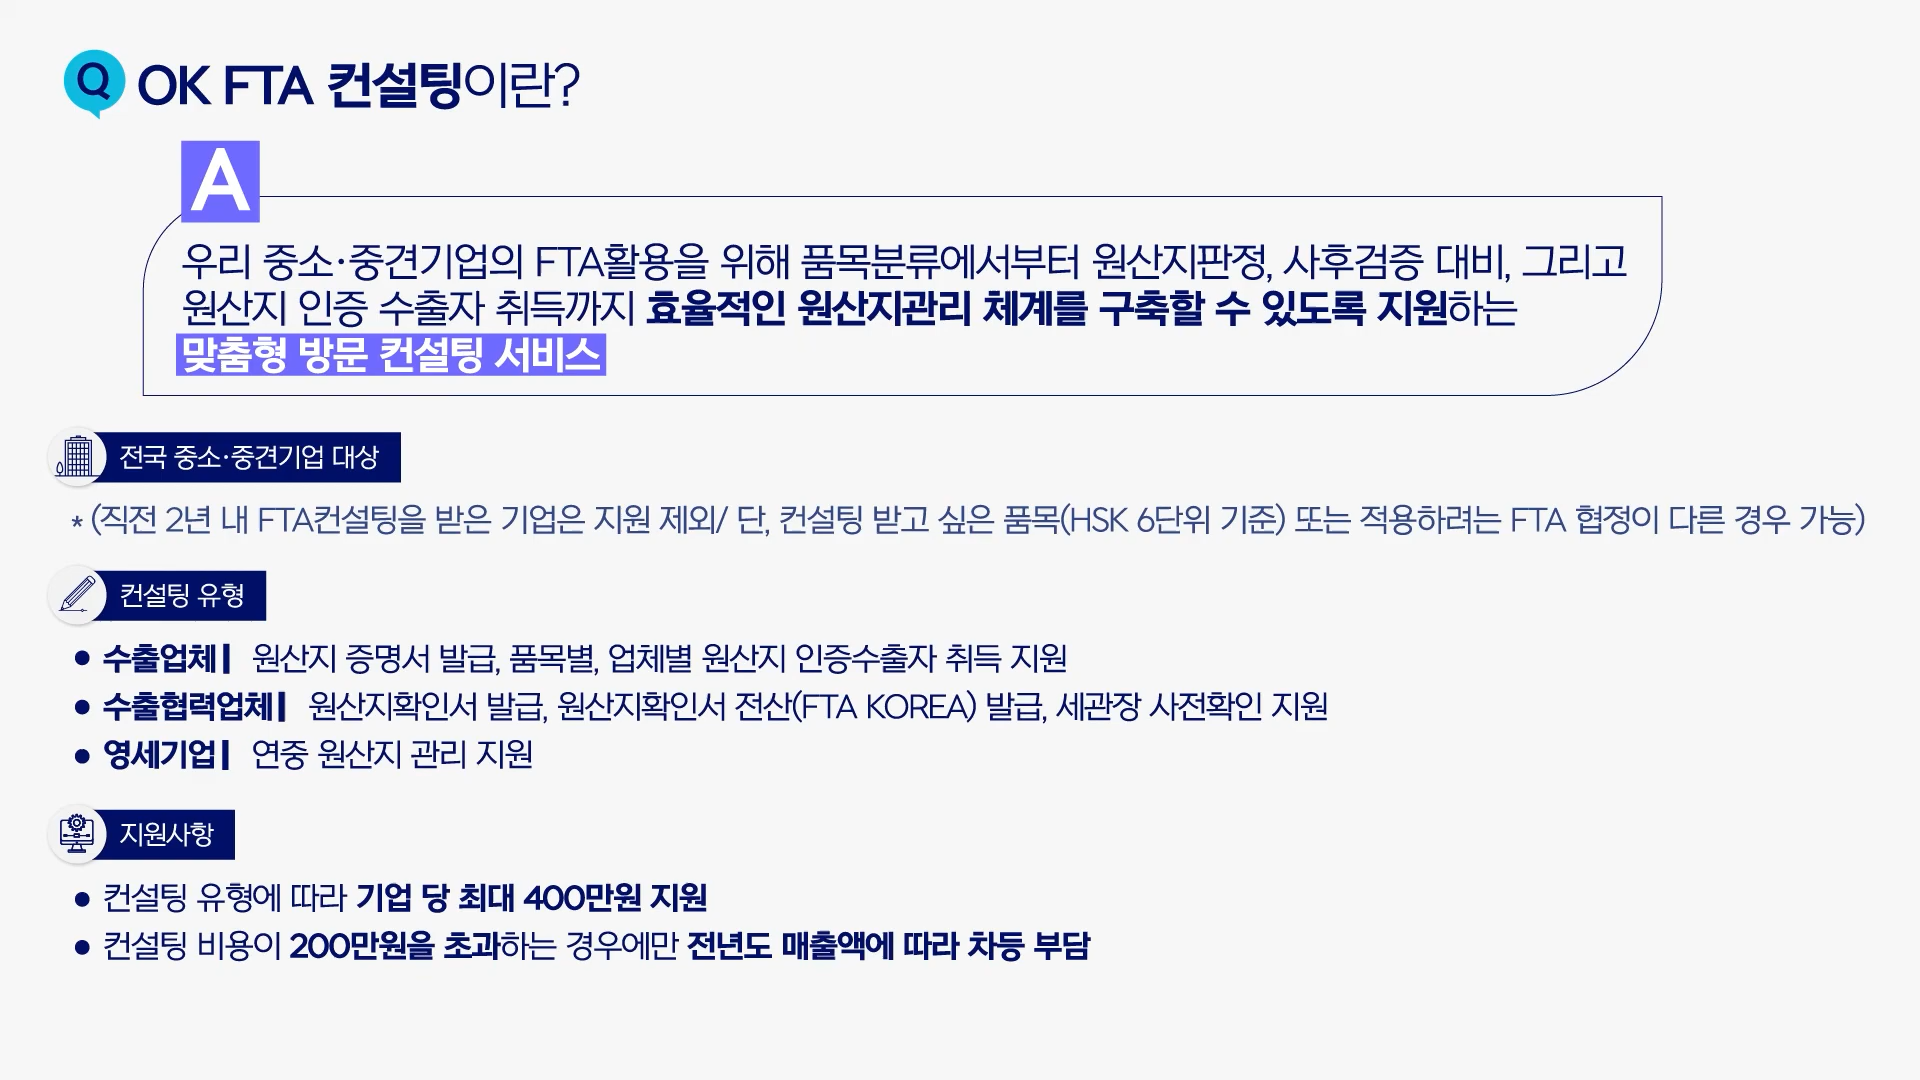 Q OK FTA 컨설팅이란?
A
우리 중소·중견기업의 FTA활용을 위해 품목분류에서부터 원산지판정, 사후검증 대비, 그리고
원산지 인증 수출자 취득까지 효율적인 원산지관리 체계를 구축할 수 있도록 지원하는
맞춤형 방문 컨설팅 서비스
전국 중소·중견기업 대상
* (직전 2년 내 FTA컨설팅을 받은 기업은 지원 제외/ 단, 컨설팅 받고 싶은 품목(HSK 6단위 기준) 또는 적용하려는 FTA 협정이 다른 경우 가능)
컨설팅 유형
● 수출업체 | 원산지 증명서 발급, 품목별, 업체별 원산지 인증수출자 취득 지원
● 수출협력업체 | 원산지확인서 발급, 원산지확인서 전산(FTA KOREA) 발급, 세관장 사전확인 지원
● 영세기업 | 연중 원산지 관리 지원
지원사항
● 컨설팅 유형에 따라 기업 당 최대 400만원 지원
● 컨설팅 비용이 200만원을 초과하는 경우에만 전년도 매출액에 따라 차등 부담